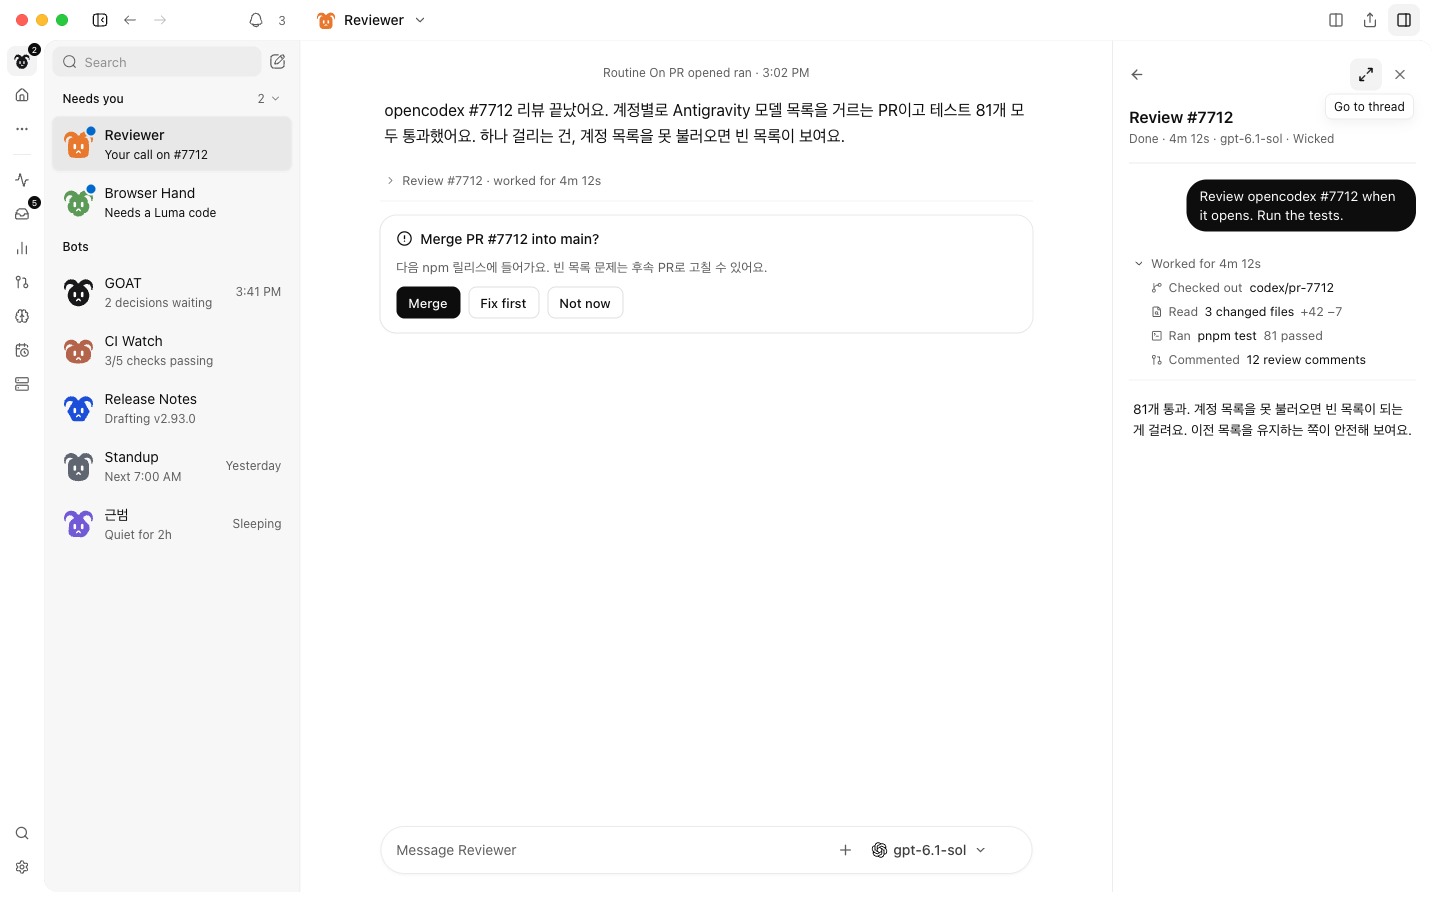 3
Reviewer
2
Search
Needs you 2
Reviewer
Your call on #7712
Browser Hand
Needs a Luma code
5
Bots
GOAT
2 decisions waiting
3:41 PM
CI Watch
3/5 checks passing
Release Notes
Drafting v2.93.0
Standup
Next 7:00 AM
Yesterday
근범
Quiet for 2h
Sleeping
Routine On PR opened ran · 3:02 PM
opencodex #7712 리뷰 끝났어요. 계정별로 Antigravity 모델 목록을 거르는 PR이고 테스트 81개 모
두 통과했어요. 하나 걸리는 건, 계정 목록을 못 불러오면 빈 목록이 보여요.
Review #7712 · worked for 4m 12s
Merge PR #7712 into main?
다음 npm 릴리스에 들어가요. 빈 목록 문제는 후속 PR로 고칠 수 있어요.
Merge
Fix first
Not now
Message Reviewer
gpt-6.1-sol
Go to thread
Review #7712
Done · 4m 12s · gpt-6.1-sol · Wicked
Review opencodex #7712 when
it opens. Run the tests.
Worked for 4m 12s
Checked out codex/pr-7712
Read 3 changed files +42 −7
Ran pnpm test 81 passed
Commented 12 review comments
81개 통과. 계정 목록을 못 불러오면 빈 목록이 되는
게 걸려요. 이전 목록을 유지하는 쪽이 안전해 보여요.